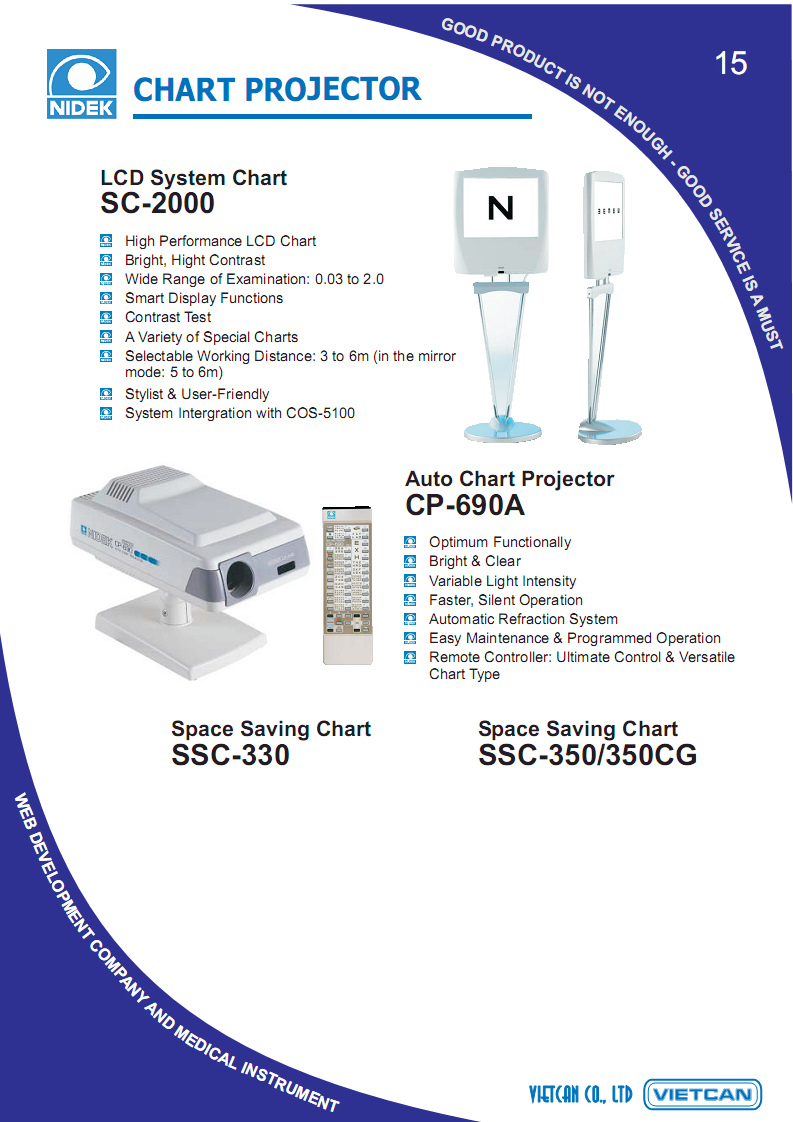 GOOD PRODUCT IS NOT ENOUGH - GOOD SERVICE IS A MUST
15
NIDEK
CHART PROJECTOR
LCD System Chart
SC-2000
N
High Performance LCD Chart
Bright, Hight Contrast
Wide Range of Examination: 0.03 to 2.0
Smart Display Functions
Contrast Test
A Variety of Special Charts
Selectable Working Distance: 3 to 6m (in the mirror
mode: 5 to 6m)
Stylist & User-Friendly
System Intergration with COS-5100
NIDEK
CP-690
Auto Chart Projector
CP-690A
Optimum Functionally
Bright & Clear
Variable Light Intensity
Faster, Silent Operation
Automatic Refraction System
Easy Maintenance & Programmed Operation
Remote Controller: Ultimate Control & Versatile
Chart Type
Space Saving Chart
SSC-330
Space Saving Chart
SSC-350/350CG
WEB DEVELOPMENT COMPANY AND MEDICAL INSTRUMENT
VIETCAN CO., LTD
VIETCAN